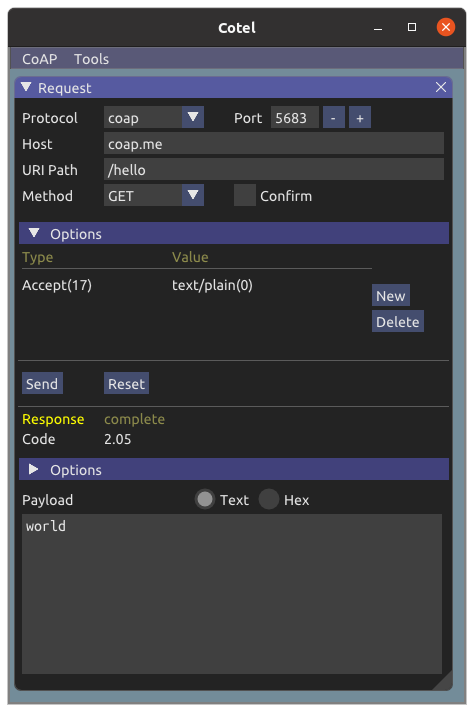 Cotel
CoAP Tools
Request
Protocol coap Port 5683 - +
Host coap.me
URI Path /hello
Method GET Confirm
Options
Type Value
Accept(17) text/plain(0)
New
Delete
Send Reset
Response complete
Code 2.05
Options
Payload Text Hex
world